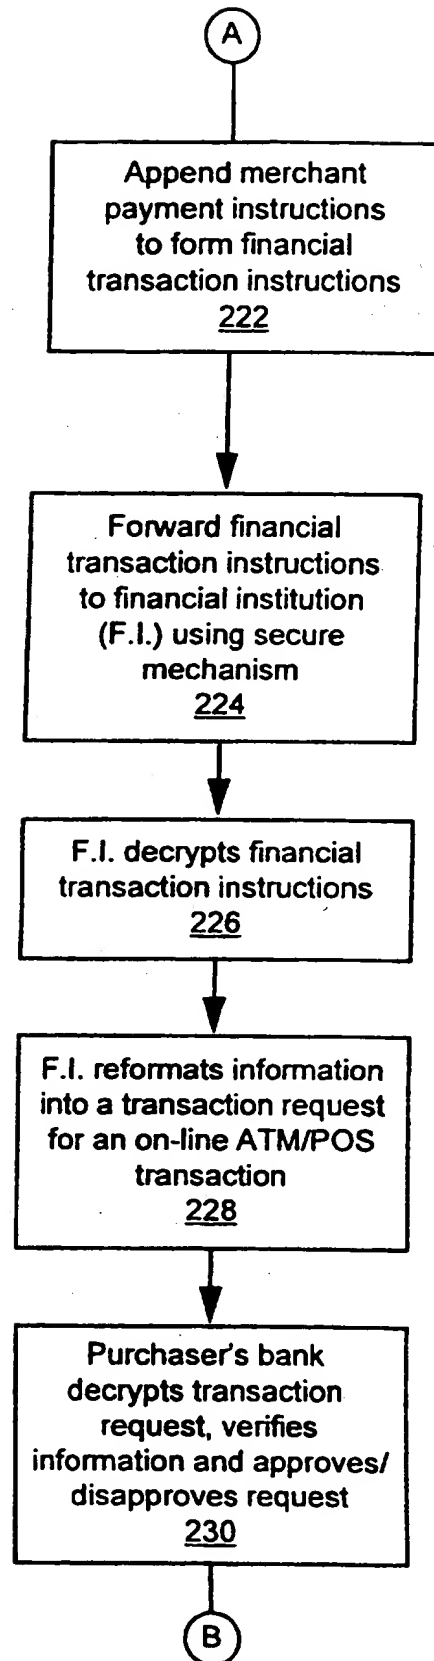 A
Append merchant
payment instructions
to form financial
transaction instructions
222
Forward financial
transaction instructions
to financial institution
(F.I.) using secure
mechanism
224
F.I. decrypts financial
transaction instructions
226
F.I. reformats information
into a transaction request
for an on-line ATM/POS
transaction
228
Purchaser's bank
decrypts transaction
request, verifies
information and approves/
disapproves request
230
B